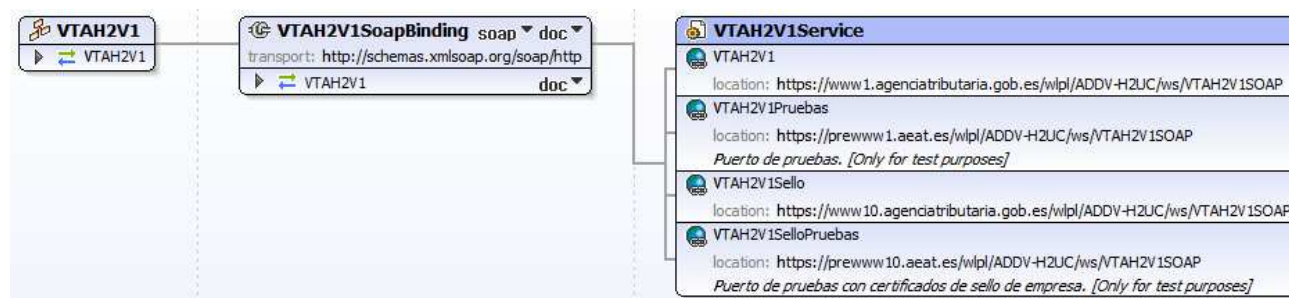 VTAH2V1
VTAH2V1
VTAH2V1SoapBinding soap doc
transport: http://schemas.xmlsoap.org/soap/http
VTAH2V1 doc
VTAH2V1Service
VTAH2V1
location: https://www1.agenciatributaria.gob.es/wlpl/ADDV-H2UC/ws/VTAH2V1SOAP
VTAH2V1Pruebas
location: https://prewww1.aeat.es/wlpl/ADDV-H2UC/ws/VTAH2V1SOAP
Puerto de pruebas. [Only for test purposes]
VTAH2V1Sello
location: https://www10.agenciatributaria.gob.es/wlpl/ADDV-H2UC/ws/VTAH2V1SOAP
VTAH2V1SelloPruebas
location: https://prewww10.aeat.es/wlpl/ADDV-H2UC/ws/VTAH2V1SOAP
Puerto de pruebas con certificados de sello de empresa. [Only for test purposes]